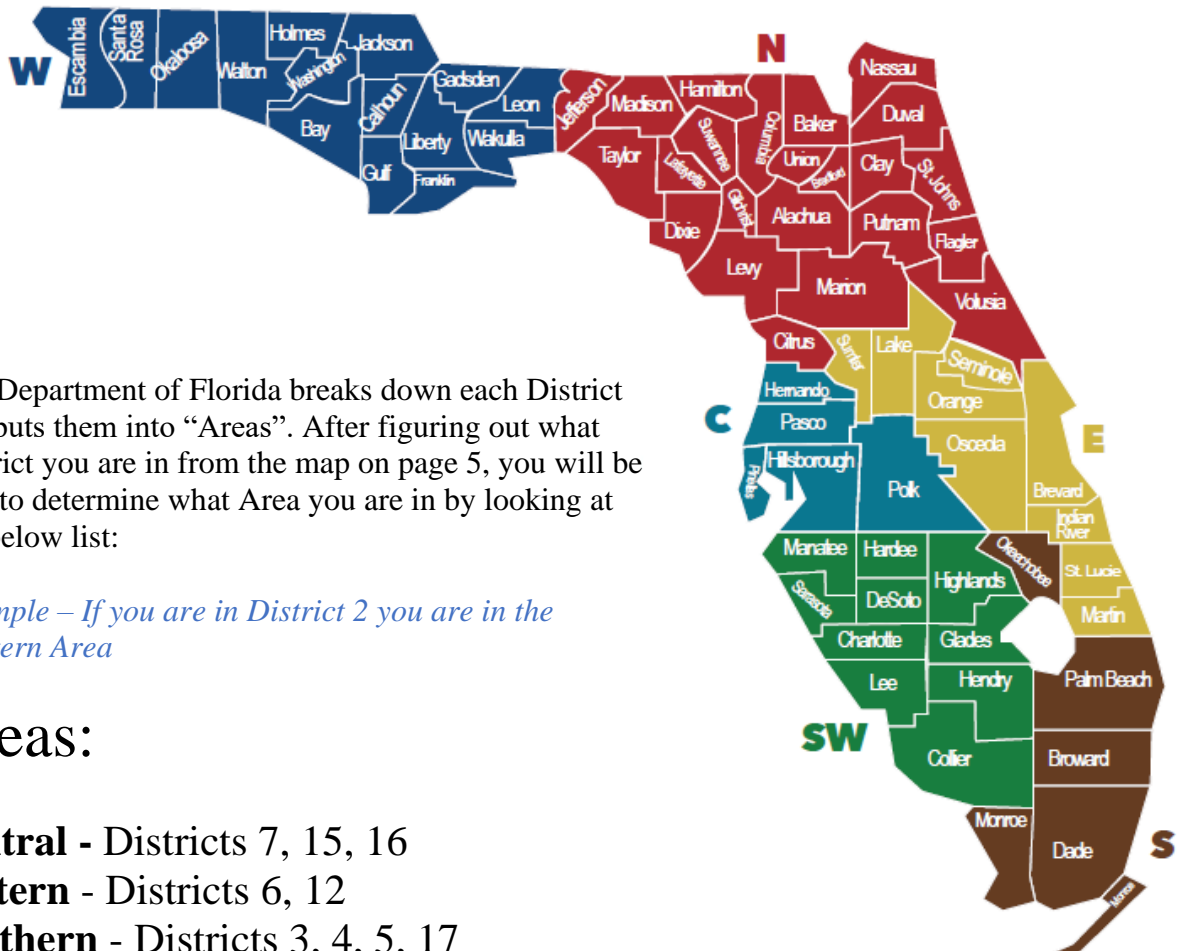 W
Escambia
Santa
Rosa
Okaloosa
Walton
Holmes
Washington
Jackson
Bay
Calhoun
Gulf
Gadsden
Liberty
Franklin
Leon
Wakulla
N
Jefferson
Madison
Hamilton
Taylor
Lafayette
Suwannee
Columbia
Baker
Nassau
Duval
Union
Bradford
Clay
St. Johns
Dixie
Gilchrist
Alachua
Putnam
Flagler
Levy
Marion
Volusia
Citrus
Sumter
Lake
Seminole
Orange
Osceola
E
Brevard
Indian
River
St. Lucie
Martin
C
Hernando
Pasco
Pinellas
Hillsborough
Polk
Manatee
Hardee
Highlands
Okeechobee
Sarasota
DeSoto
Charlotte
Glades
Lee
Hendry
SW
Collier
Palm Beach
Broward
Monroe
Dade
S
Monroe
Department of Florida breaks down each District
puts them into “Areas”. After figuring out what
rict you are in from the map on page 5, you will be
to determine what Area you are in by looking at
elow list:
mple – If you are in District 2 you are in the
ern Area
eas:
tral - Districts 7, 15, 16
tern - Districts 6, 12
thern - Districts 3, 4, 5, 17